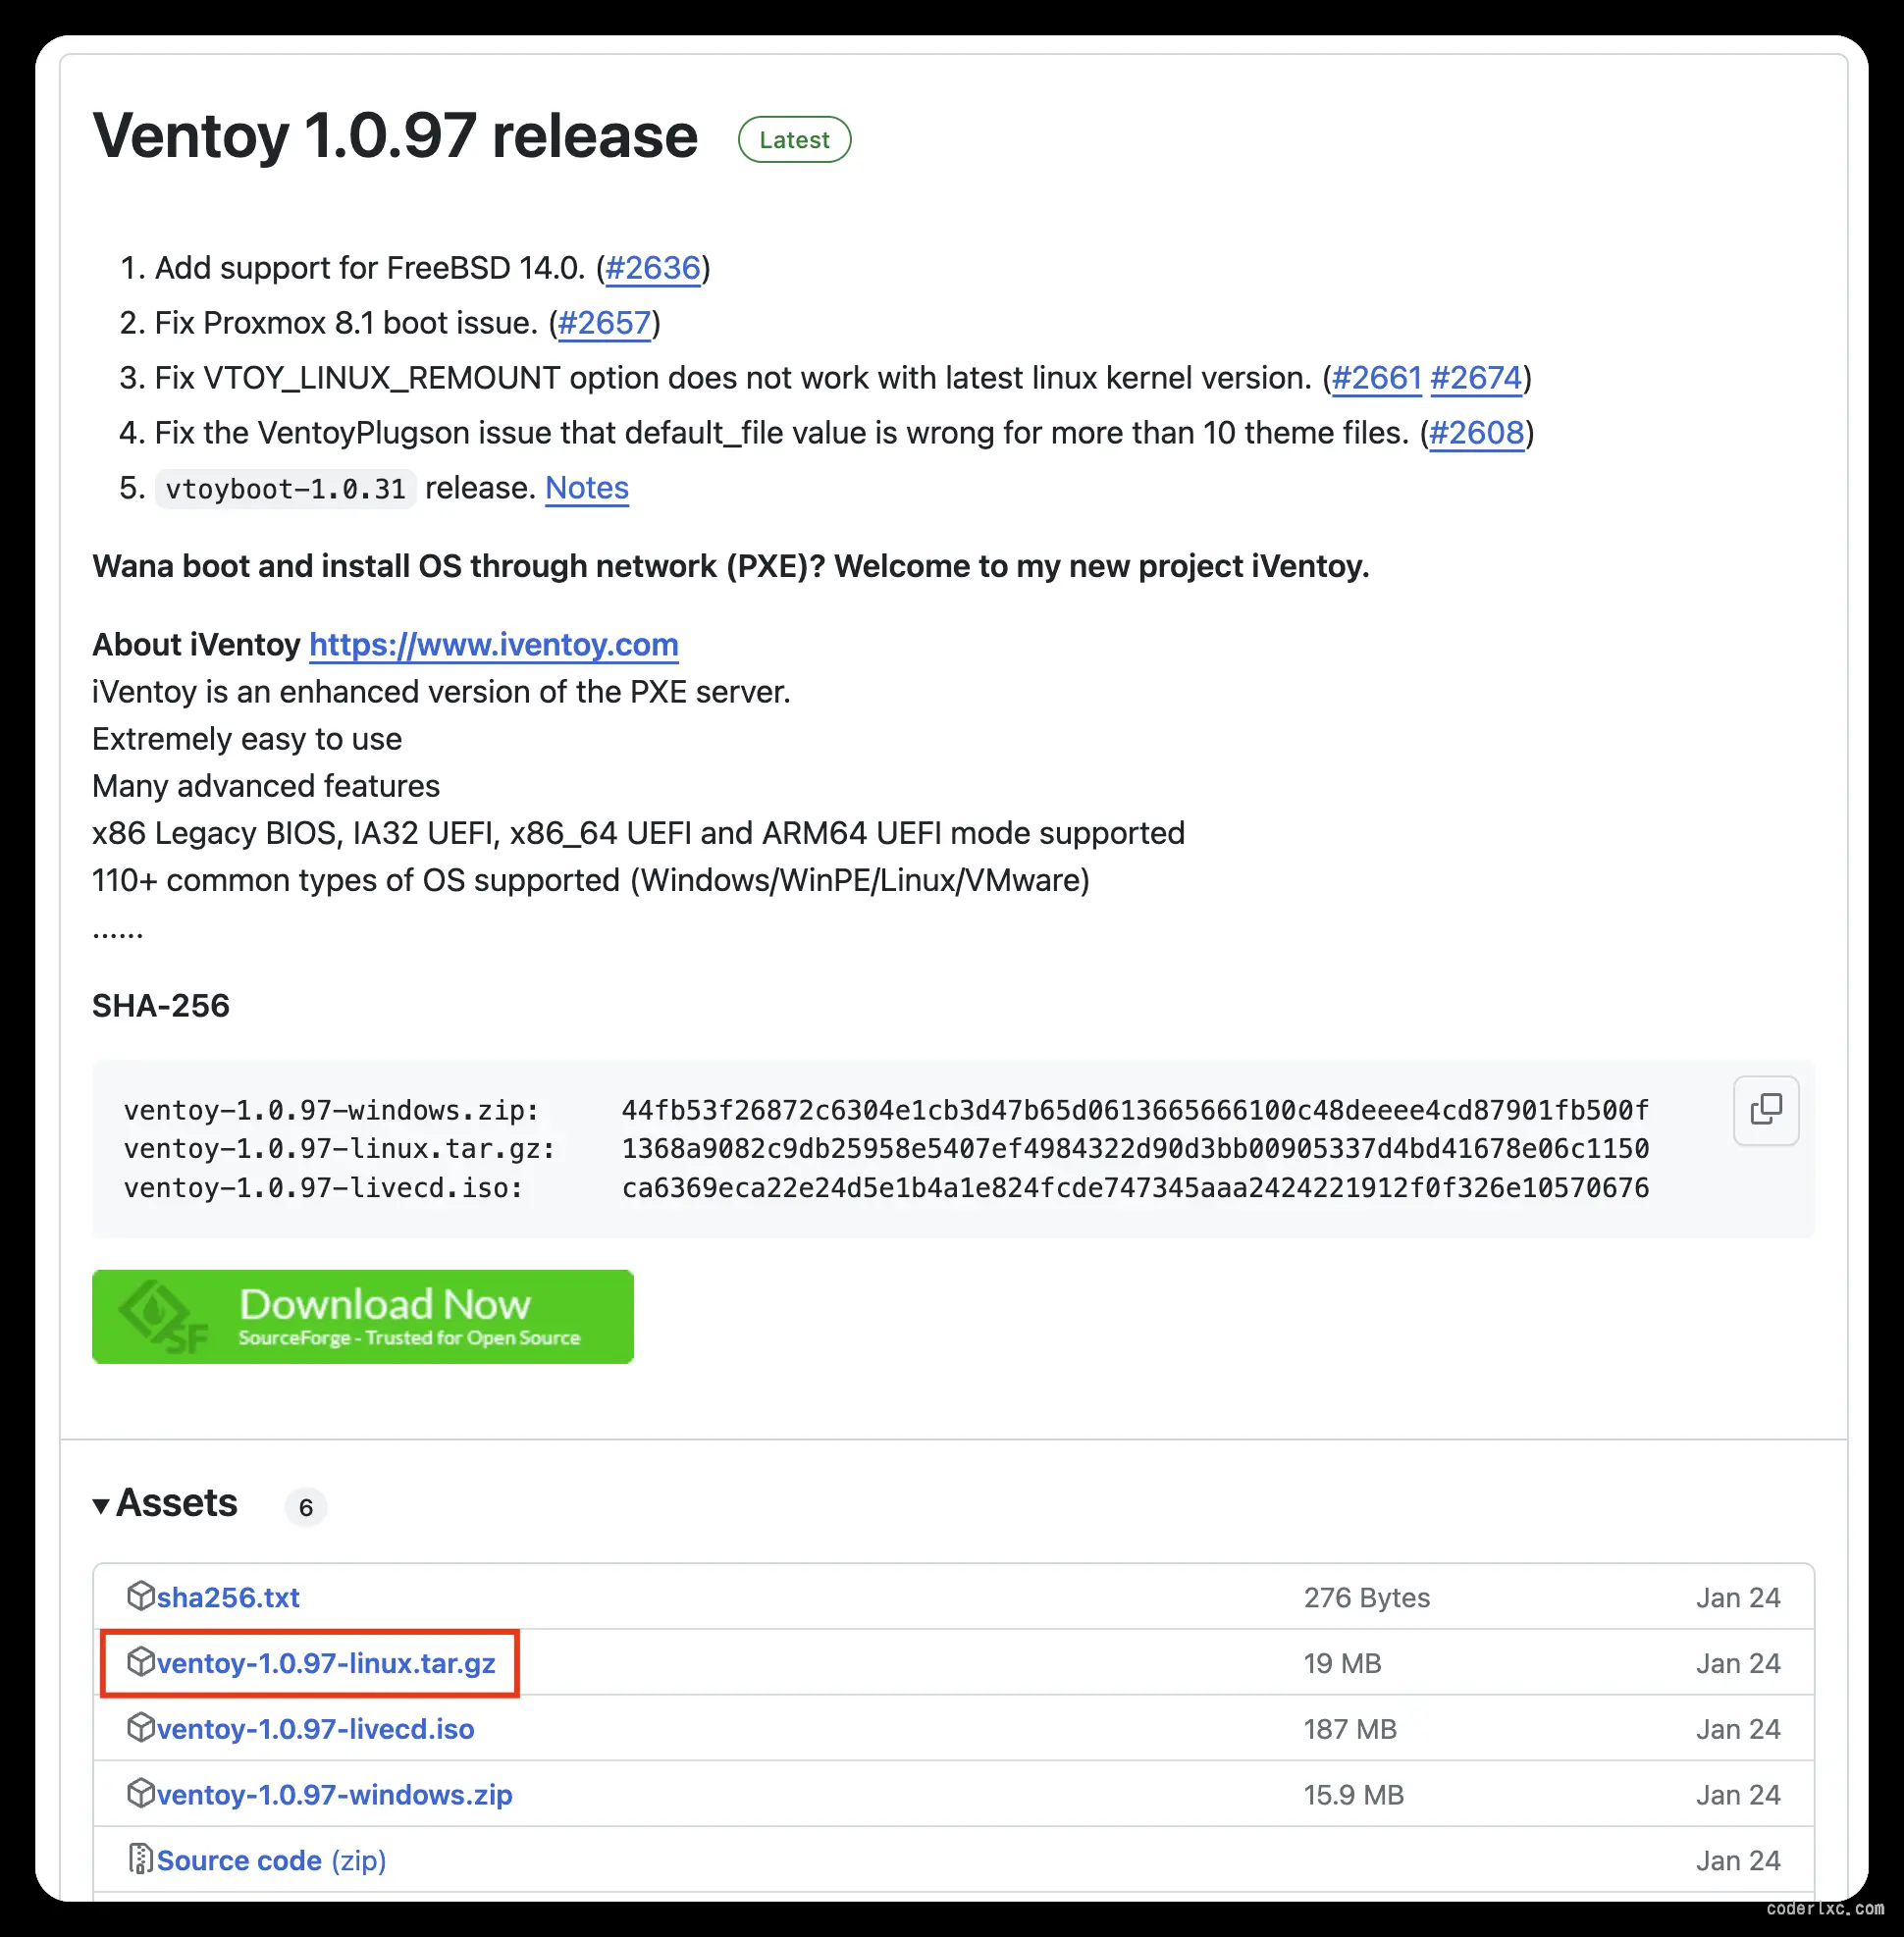 Ventoy 1.0.97 release Latest
1. Add support for FreeBSD 14.0. (#2636)
2. Fix Proxmox 8.1 boot issue. (#2657)
3. Fix VTOY_LINUX_REMOUNT option does not work with latest linux kernel version. (#2661 #2674)
4. Fix the VentoyPlugson issue that default_file value is wrong for more than 10 theme files. (#2608)
5. vtoyboot-1.0.31 release. Notes
Wana boot and install OS through network (PXE)? Welcome to my new project iVentoy.
About iVentoy https://www.iventoy.com
iVentoy is an enhanced version of the PXE server.
Extremely easy to use
Many advanced features
x86 Legacy BIOS, IA32 UEFI, x86_64 UEFI and ARM64 UEFI mode supported
110+ common types of OS supported (Windows/WinPE/Linux/VMware)
......
SHA-256
ventoy-1.0.97-windows.zip: 44fb53f26872c6304e1cb3d47b65d0613665666100c48deeee4cd87901fb500f
ventoy-1.0.97-linux.tar.gz: 1368a9082c9db25958e5407ef4984322d90d3bb00905337d4bd41678e06c1150
ventoy-1.0.97-livecd.iso: ca6369eca22e24d5e1b4a1e824fcde747345aaa2424221912f0f326e10570676
SF
Download Now
SourceForge - Trusted for Open Source
Assets 6
sha256.txt 276 Bytes Jan 24
ventoy-1.0.97-linux.tar.gz 19 MB Jan 24
ventoy-1.0.97-livecd.iso 187 MB Jan 24
ventoy-1.0.97-windows.zip 15.9 MB Jan 24
Source code (zip) Jan 24
coderlxc.com